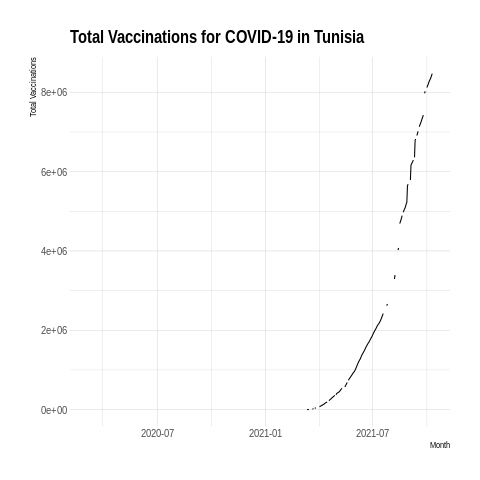 Total Vaccinations for COVID-19 in Tunisia
Total Vaccinations
8e+06
6e+06
4e+06
2e+06
0e+00
2020-07 2021-01 2021-07
Month